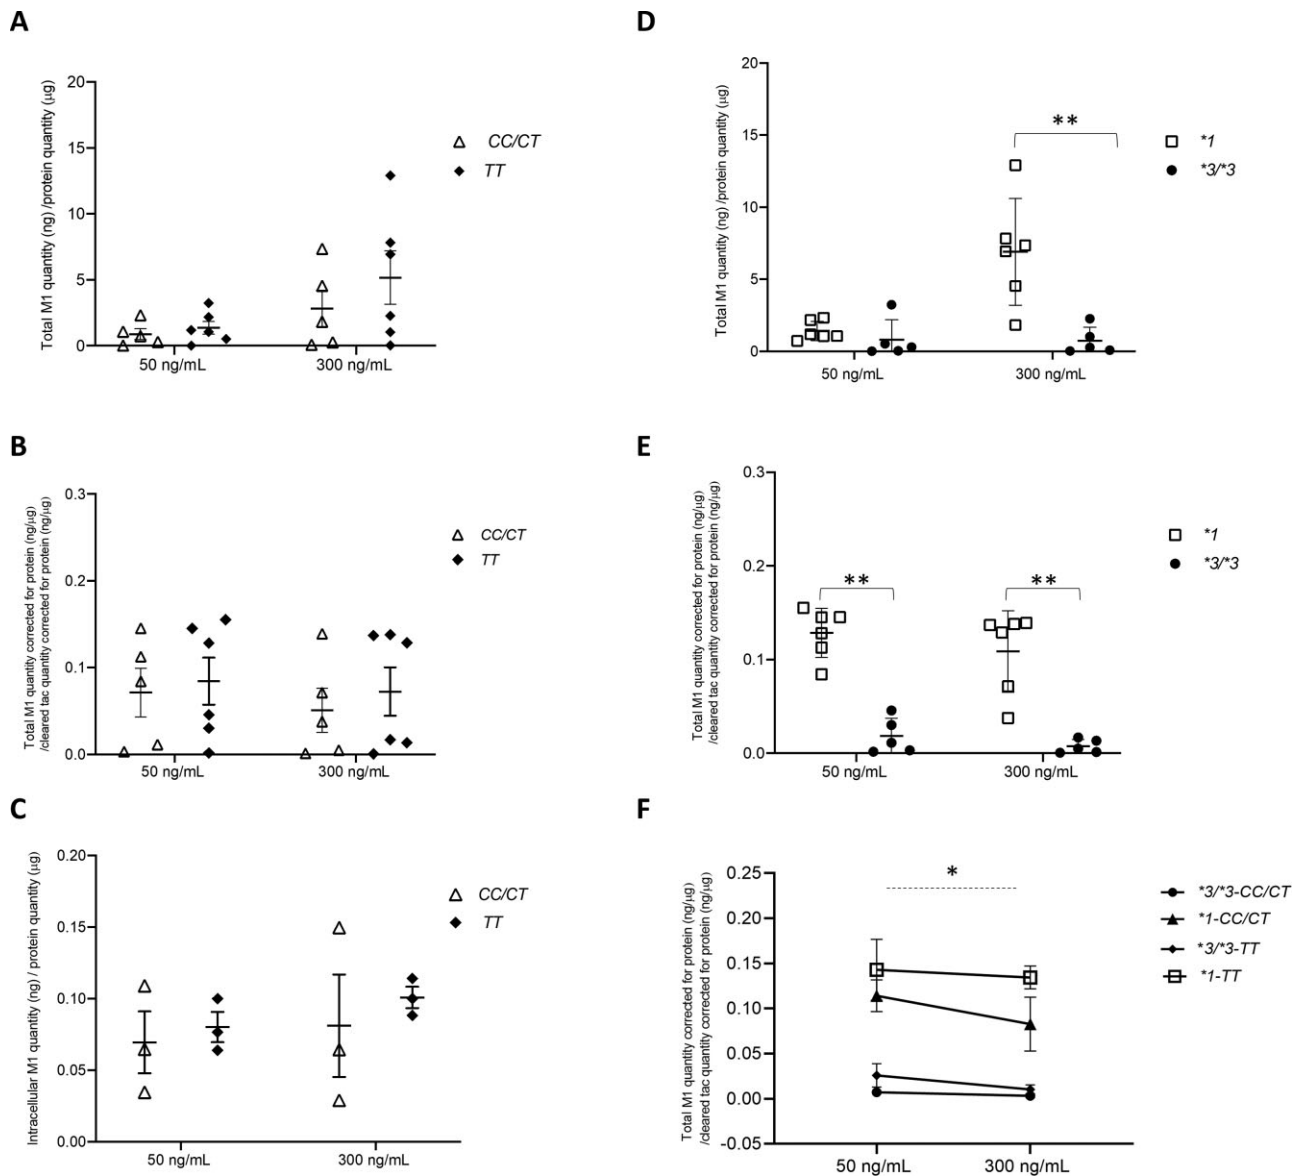 A
Total M1 quantity (ng) /protein quantity (µg)
20
15
10
5
0
50 ng/mL
300 ng/mL
CC/CT
TT
B
Total M1 quantity corrected for protein (ng/µg)
/cleared tac quantity corrected for protein (ng/µg)
0.3
0.2
0.1
0.0
50 ng/mL
300 ng/mL
CC/CT
TT
C
Intracellular M1 quantity (ng) / protein quantity (µg)
0.20
0.15
0.10
0.05
0.00
50 ng/mL
300 ng/mL
CC/CT
TT
D
Total M1 quantity (ng) /protein quantity (µg)
20
15
10
5
0
**
50 ng/mL
300 ng/mL
*1
*3/*3
E
Total M1 quantity corrected for protein (ng/µg)
/cleared tac quantity corrected for protein (ng/µg)
0.3
0.2
0.1
0.0
**
**
50 ng/mL
300 ng/mL
*1
*3/*3
F
Total M1 quantity corrected for protein (ng/µg)
/cleared tac quantity corrected for protein (ng/µg)
0.25
0.20
0.15
0.10
0.05
0.00
-0.05
*
50 ng/mL
300 ng/mL
*3/*3-CC/CT
*1-CC/CT
*3/*3-TT
*1-TT